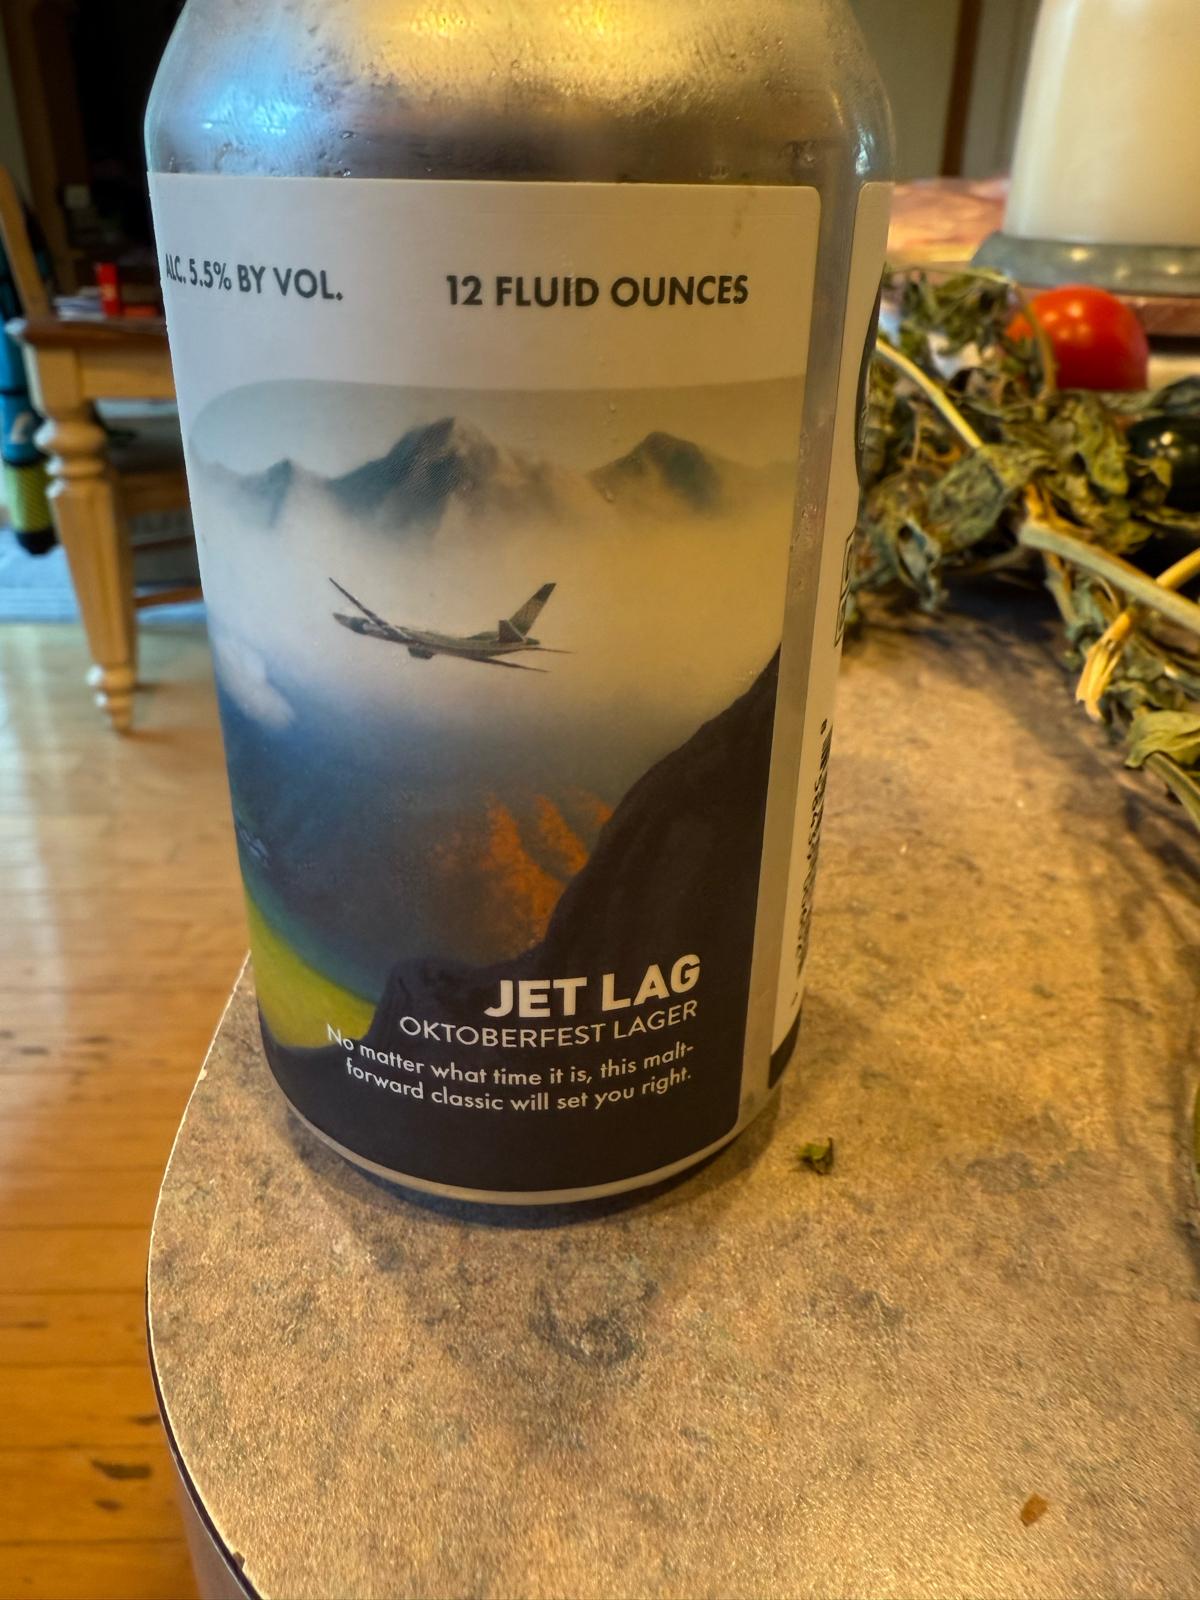 ALC. 5.5% BY VOL.
12 FLUID OUNCES
JET LAG
OKTOBERFEST LAGER
No matter what time it is, this malt-
forward classic will set you right.